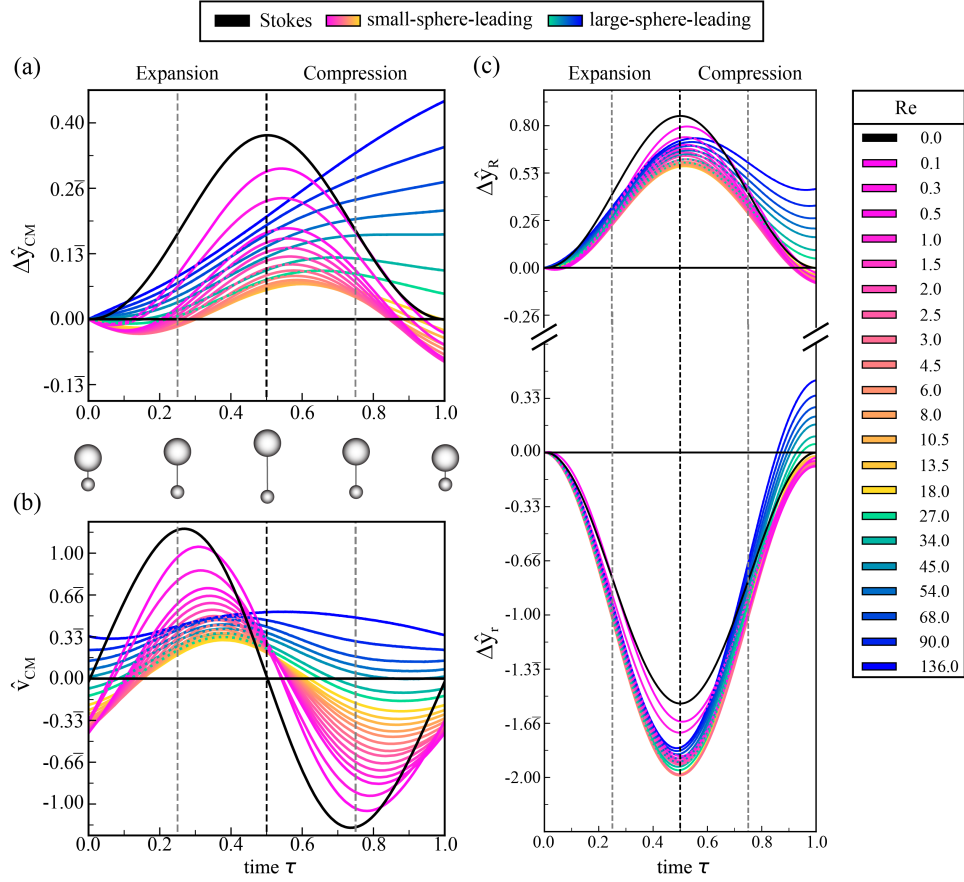 Stokes small-sphere-leading large-sphere-leading
(a)
Expansion Compression
0.40
0.26̅
0.13̅
0.00
-0.13̅
Δŷ_CM
0.0 0.2 0.4 0.6 0.8 1.0
(b)
1.00
0.66̅
0.33̅
0.00
-0.33̅
-0.66̅
-1.00
v̂_CM
0.0 0.2 0.4 0.6 0.8 1.0
time τ
(c)
Expansion Compression
0.80
0.53̅
0.26̅
0.00
-0.26̅
Δŷ_R
0.33̅
0.00
-0.33̅
-0.66̅
-1.00
-1.33̅
-1.66̅
-2.00
Δŷ_r
0.0 0.2 0.4 0.6 0.8 1.0
time τ
Re
0.0
0.1
0.3
0.5
1.0
1.5
2.0
2.5
3.0
4.5
6.0
8.0
10.5
13.5
18.0
27.0
34.0
45.0
54.0
68.0
90.0
136.0